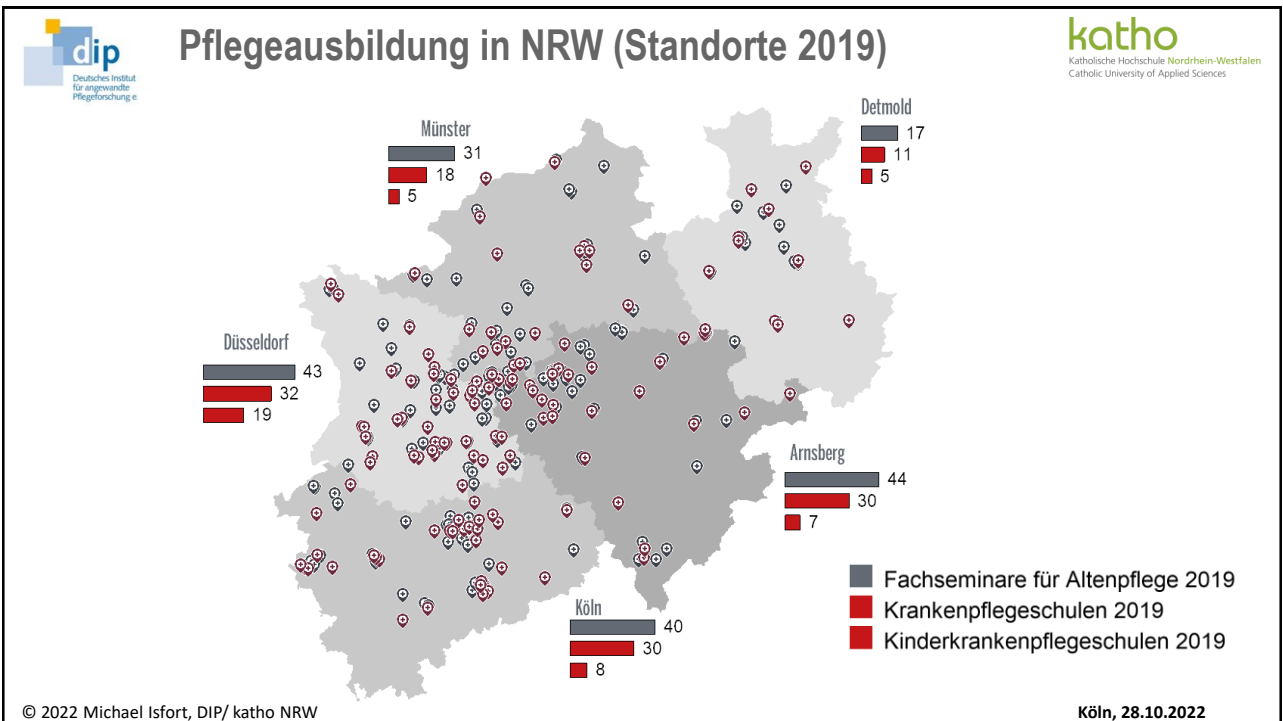 dip
Deutsches Institut
für angewandte
Pflegeforschung e
Pflegeausbildung in NRW (Standorte 2019)
katho
Katholische Hochschule Nordrhein-Westfalen
Catholic University of Applied Sciences
Münster
31
18
5
Detmold
17
11
5
Düsseldorf
43
32
19
Arnsberg
44
30
7
Köln
40
30
8
Fachseminare für Altenpflege 2019
Krankenpflegeschulen 2019
Kinderkrankenpflegeschulen 2019
© 2022 Michael Isfort, DIP/ katho NRW
Köln, 28.10.2022